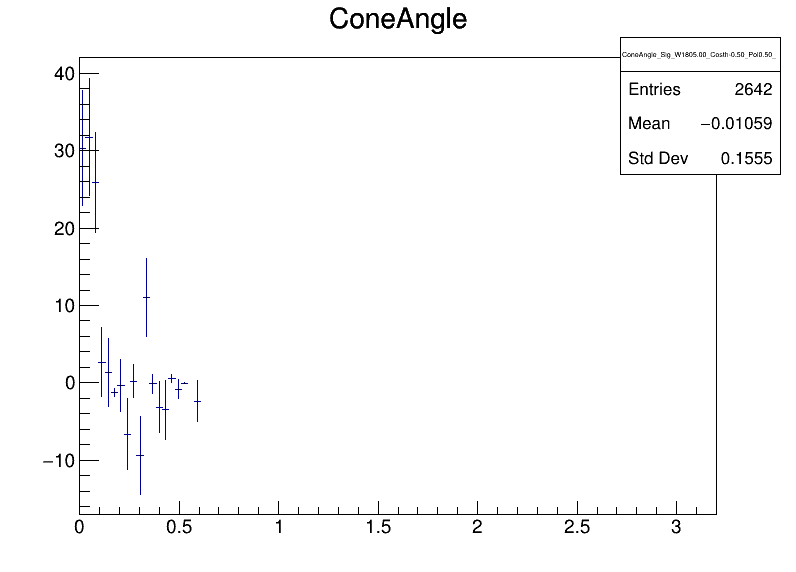 ConeAngle
ConeAngle_Sig_W1805.00_Costh-0.50_Pol0.50_
Entries 2642
Mean −0.01059
Std Dev 0.1555
40
30
20
10
0
−10
0 0.5 1 1.5 2 2.5 3